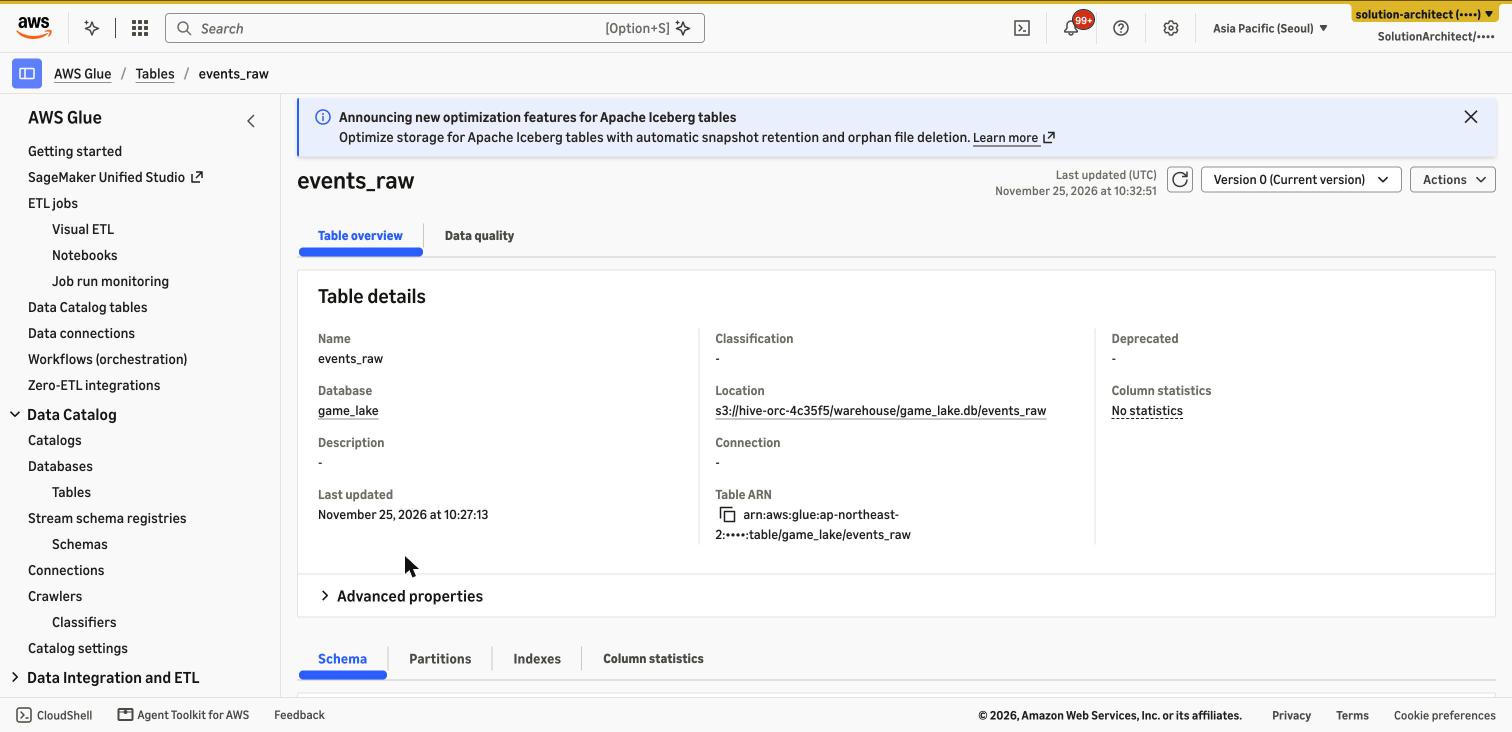 aws
Search
[Option+S]
99+
Asia Pacific (Seoul)
solution-architect (••••)
SolutionArchitect/••••
AWS Glue / Tables / events_raw
AWS Glue
Getting started
SageMaker Unified Studio
ETL jobs
Visual ETL
Notebooks
Job run monitoring
Data Catalog tables
Data connections
Workflows (orchestration)
Zero-ETL integrations
Data Catalog
Catalogs
Databases
Tables
Stream schema registries
Schemas
Connections
Crawlers
Classifiers
Catalog settings
Data Integration and ETL
Announcing new optimization features for Apache Iceberg tables
Optimize storage for Apache Iceberg tables with automatic snapshot retention and orphan file deletion. Learn more
events_raw
Last updated (UTC)
November 25, 2026 at 10:32:51
Version 0 (Current version)
Actions
Table overview
Data quality
Table details
Name
events_raw
Database
game_lake
Description
-
Last updated
November 25, 2026 at 10:27:13
Classification
-
Location
s3://hive-orc-4c35f5/warehouse/game_lake.db/events_raw
Connection
-
Table ARN
arn:aws:glue:ap-northeast-
2:••••:table/game_lake/events_raw
Deprecated
-
Column statistics
No statistics
Advanced properties
Schema
Partitions
Indexes
Column statistics
CloudShell
Agent Toolkit for AWS
Feedback
© 2026, Amazon Web Services, Inc. or its affiliates.
Privacy
Terms
Cookie preferences